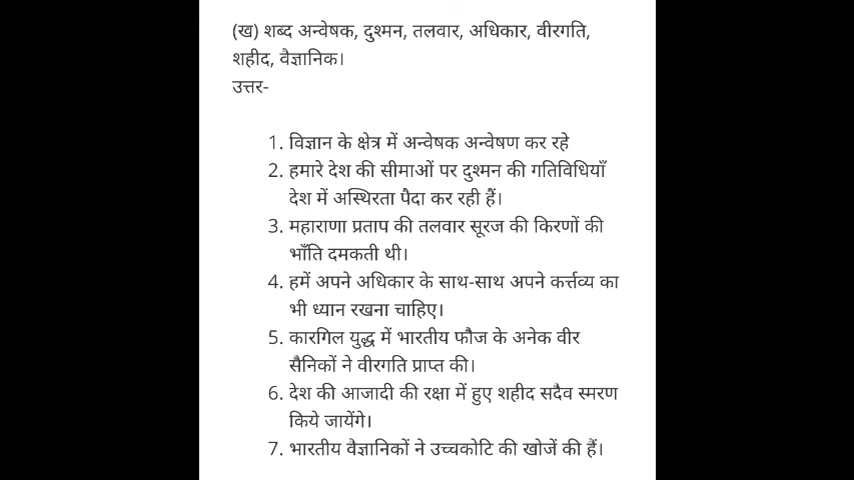 (ख) शब्द अन्वेषक, दुश्मन, तलवार, अधिकार, वीरगति,
शहीद, वैज्ञानिक।
उत्तर-
1. विज्ञान के क्षेत्र में अन्वेषक अन्वेषण कर रहे
2. हमारे देश की सीमाओं पर दुश्मन की गतिविधियाँ
देश में अस्थिरता पैदा कर रही हैं।
3. महाराणा प्रताप की तलवार सूरज की किरणों की
भाँति दमकती थी।
4. हमें अपने अधिकार के साथ-साथ अपने कर्त्तव्य का
भी ध्यान रखना चाहिए।
5. कारगिल युद्ध में भारतीय फौज के अनेक वीर
सैनिकों ने वीरगति प्राप्त की।
6. देश की आजादी की रक्षा में हुए शहीद सदैव स्मरण
किये जायेंगे।
7. भारतीय वैज्ञानिकों ने उच्चकोटि की खोजें की हैं।